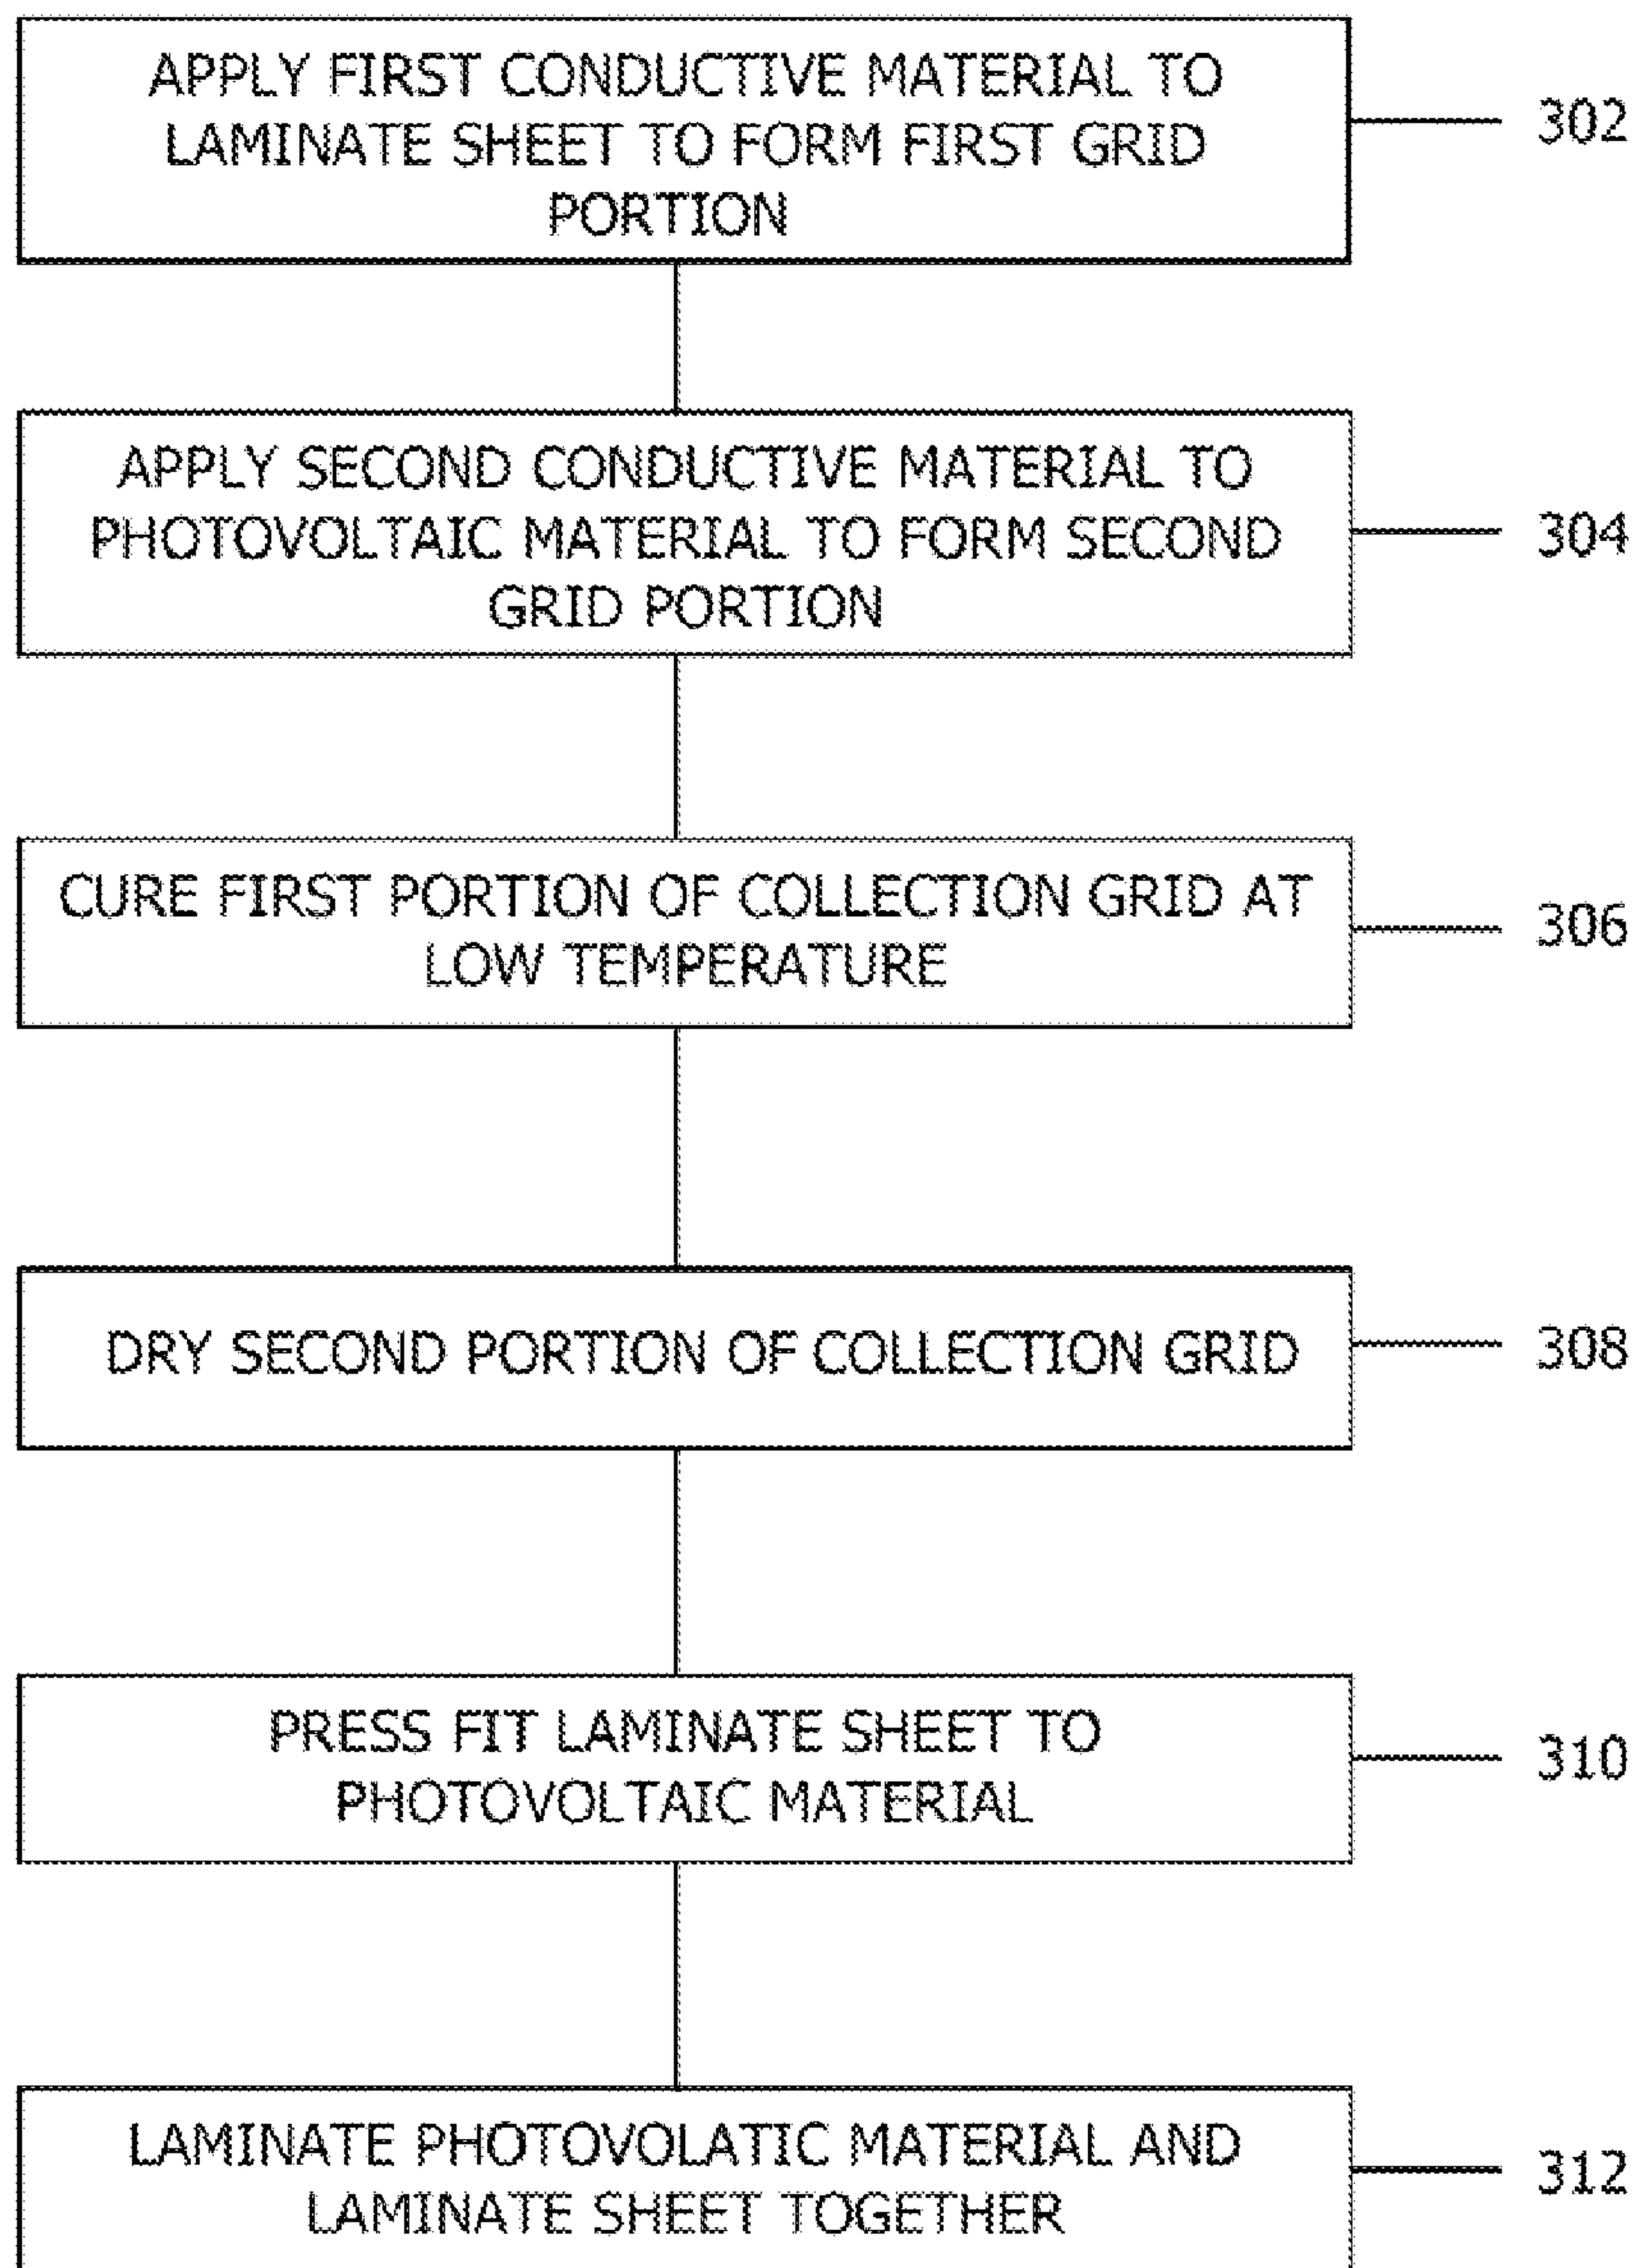 APPLY FIRST CONDUCTIVE MATERIAL TO
LAMINATE SHEET TO FORM FIRST GRID
PORTION
302
APPLY SECOND CONDUCTIVE MATERIAL TO
PHOTOVOLTAIC MATERIAL TO FORM SECOND
GRID PORTION
304
CURE FIRST PORTION OF COLLECTION GRID AT
LOW TEMPERATURE
306
DRY SECOND PORTION OF COLLECTION GRID
308
PRESS FIT LAMINATE SHEET TO
PHOTOVOLTAIC MATERIAL
310
LAMINATE PHOTOVOLATIC MATERIAL AND
LAMINATE SHEET TOGETHER
312